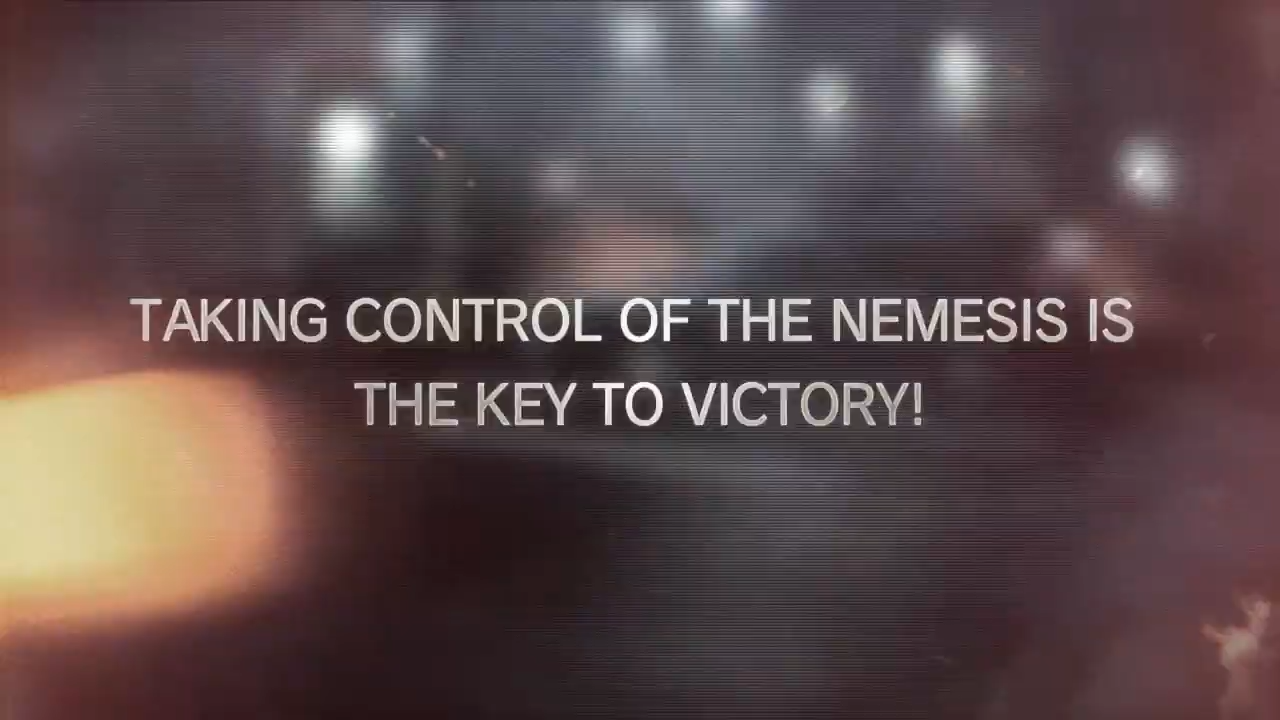 TAKING CONTROL OF THE NEMESIS IS
THE KEY TO VICTORY!